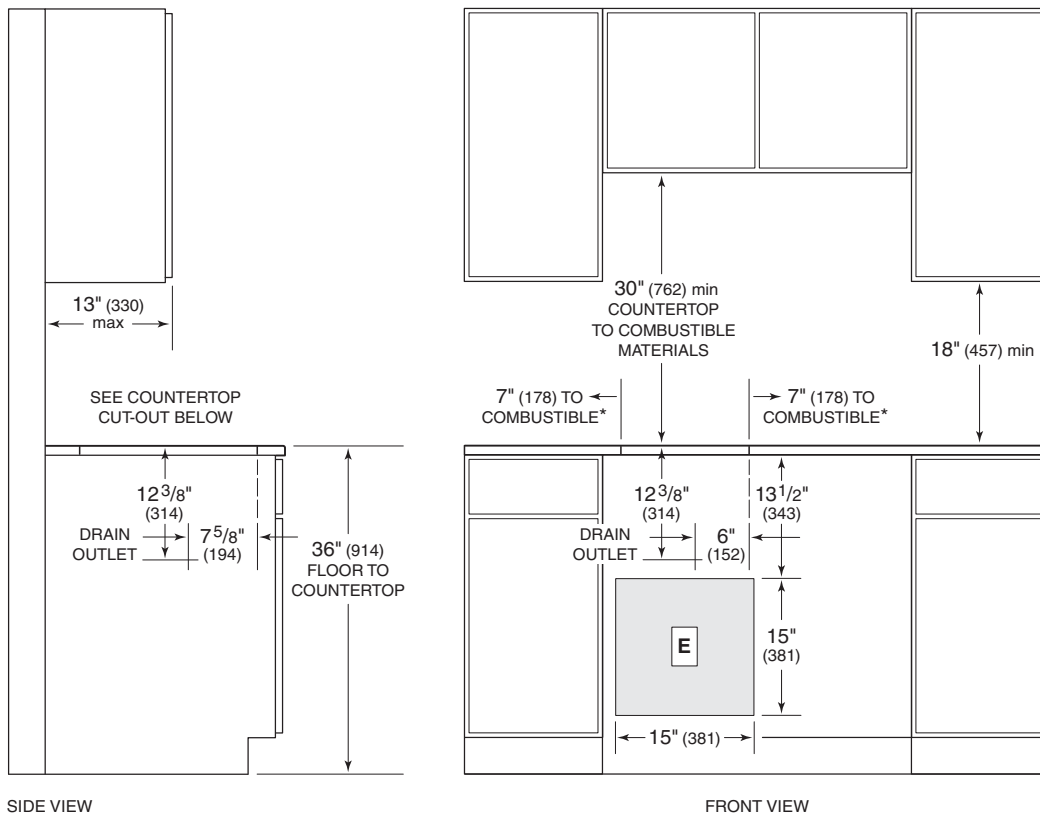 13" (330)
max
SEE COUNTERTOP
CUT-OUT BELOW
12 3/8"
(314)
DRAIN
OUTLET
7 5/8"
(194)
36" (914)
FLOOR TO
COUNTERTOP
SIDE VIEW
30" (762) min
COUNTERTOP
TO COMBUSTIBLE
MATERIALS
18" (457) min
7" (178) TO
COMBUSTIBLE*
7" (178) TO
COMBUSTIBLE*
12 3/8"
(314)
13 1/2"
(343)
DRAIN
OUTLET
6"
(152)
E
15"
(381)
15" (381)
FRONT VIEW